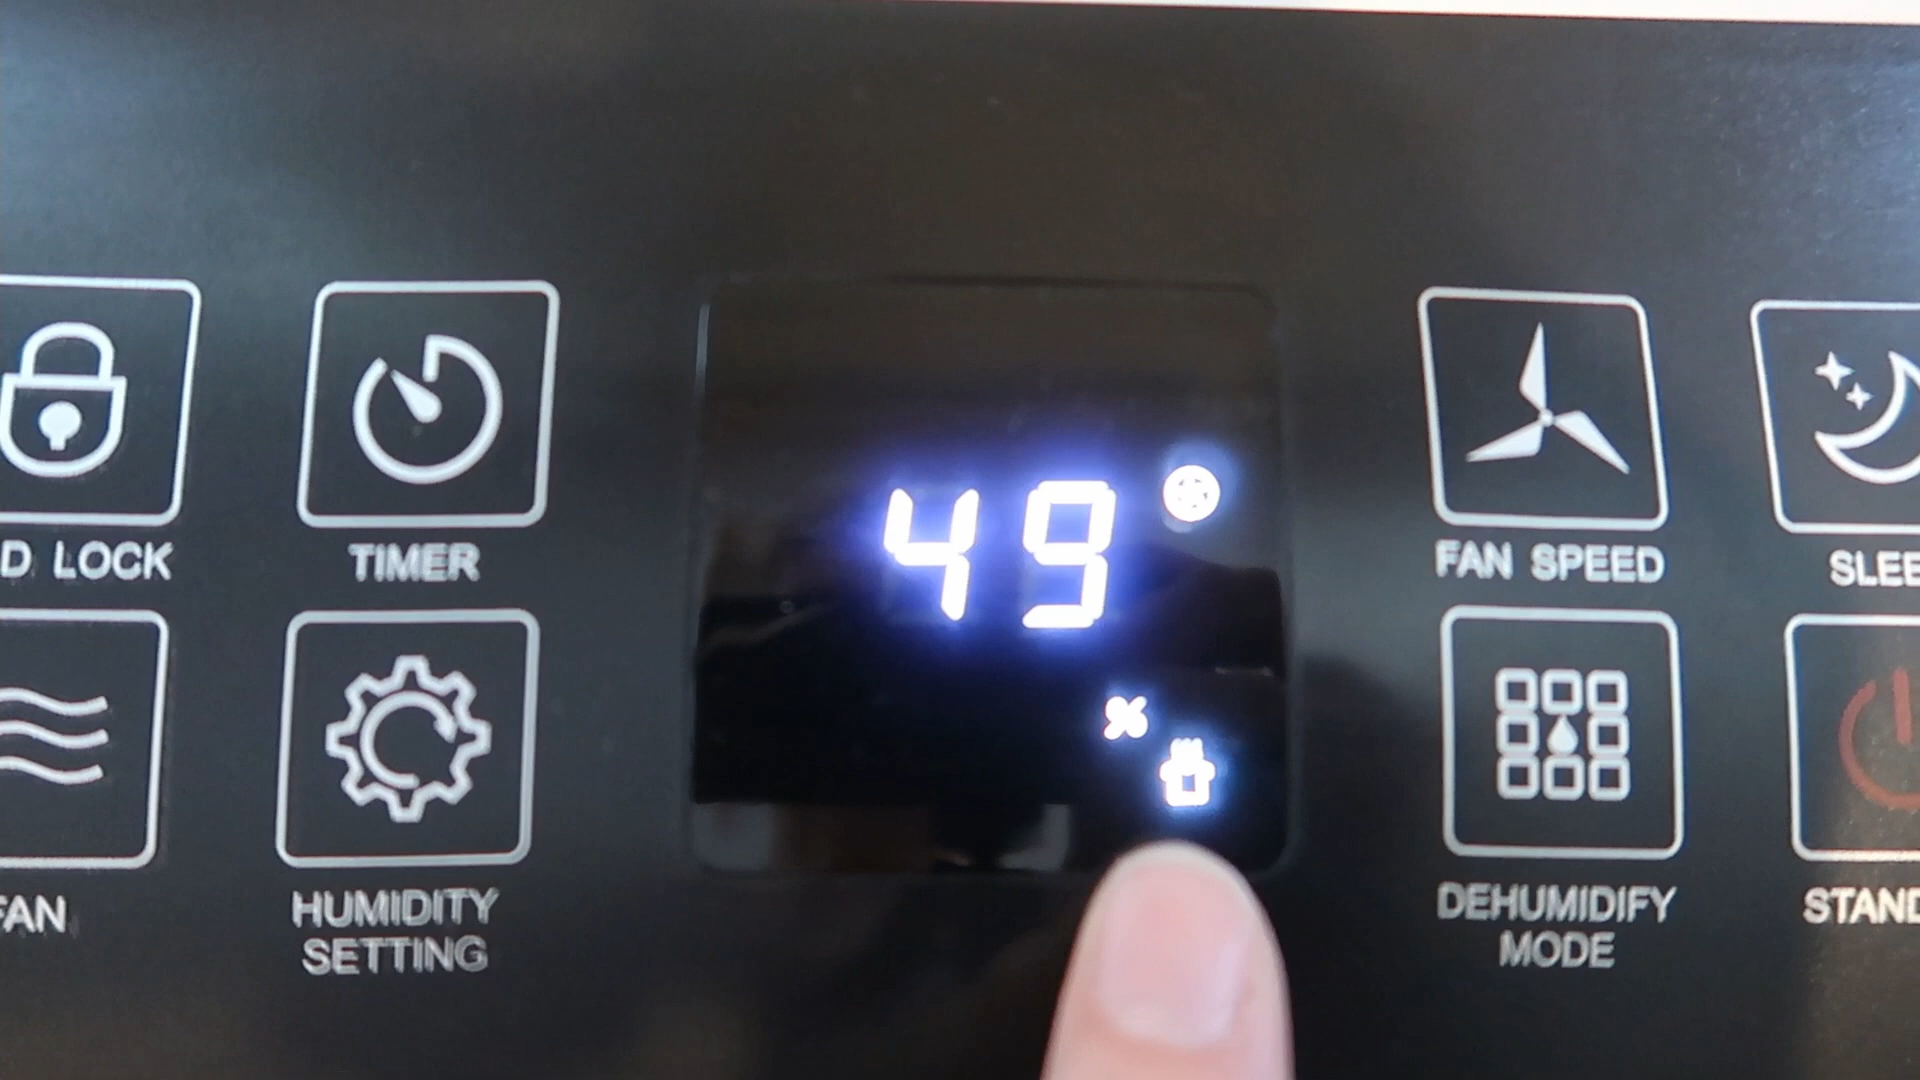 D LOCK
TIMER
49
%
FAN SPEED
SLEE
FAN
HUMIDITY
SETTING
DEHUMIDIFY
MODE
STAND